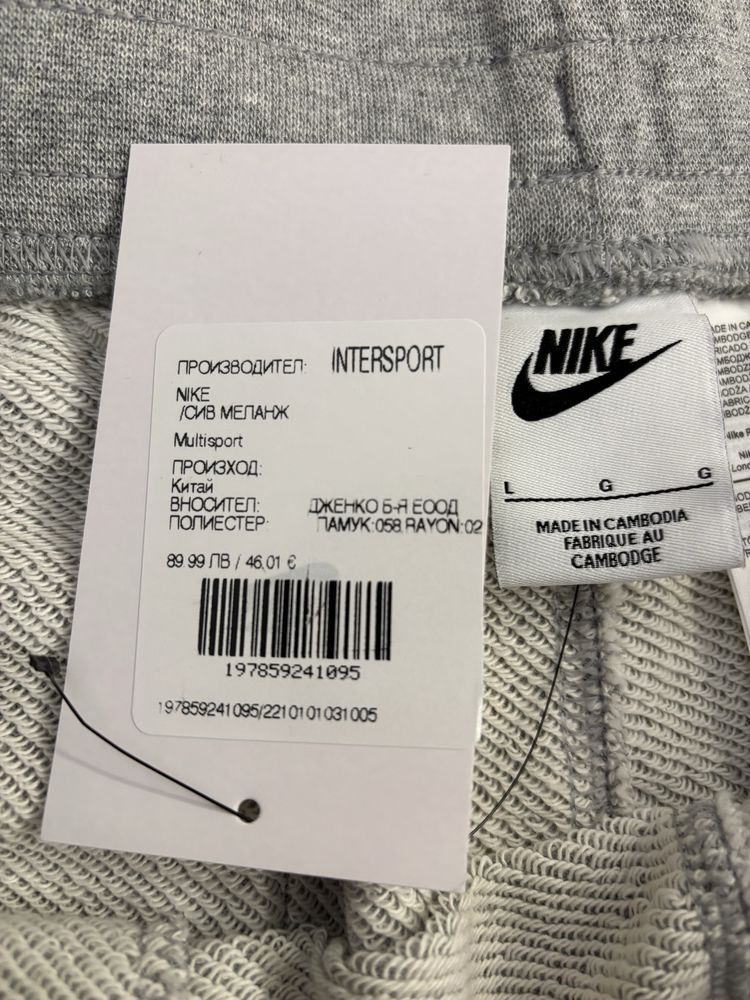 ПРОИЗВОДИТЕЛ: INTERSPORT
NIKE
/СИВ МЕЛАНЖ
Multisport
ПРОИЗХОД:
Китай
ВНОСИТЕЛ: ДЖЕНКО Б-Я ЕООД
ПОЛИЕСТЕР: ПАМУК:058.RAYON:02
89.99 ЛВ / 46.01 €
197859241095
197859241095/2210101031005
NIKE
L G G
MADE IN CAMBODIA
FABRIQUE AU
CAMBODGE